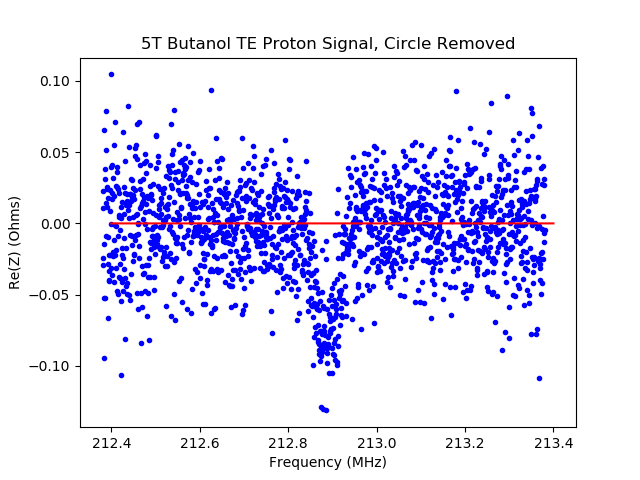 5T Butanol TE Proton Signal, Circle Removed
0.10
0.05
0.00
−0.05
−0.10
Re(Z) (Ohms)
212.4 212.6 212.8 213.0 213.2 213.4
Frequency (MHz)